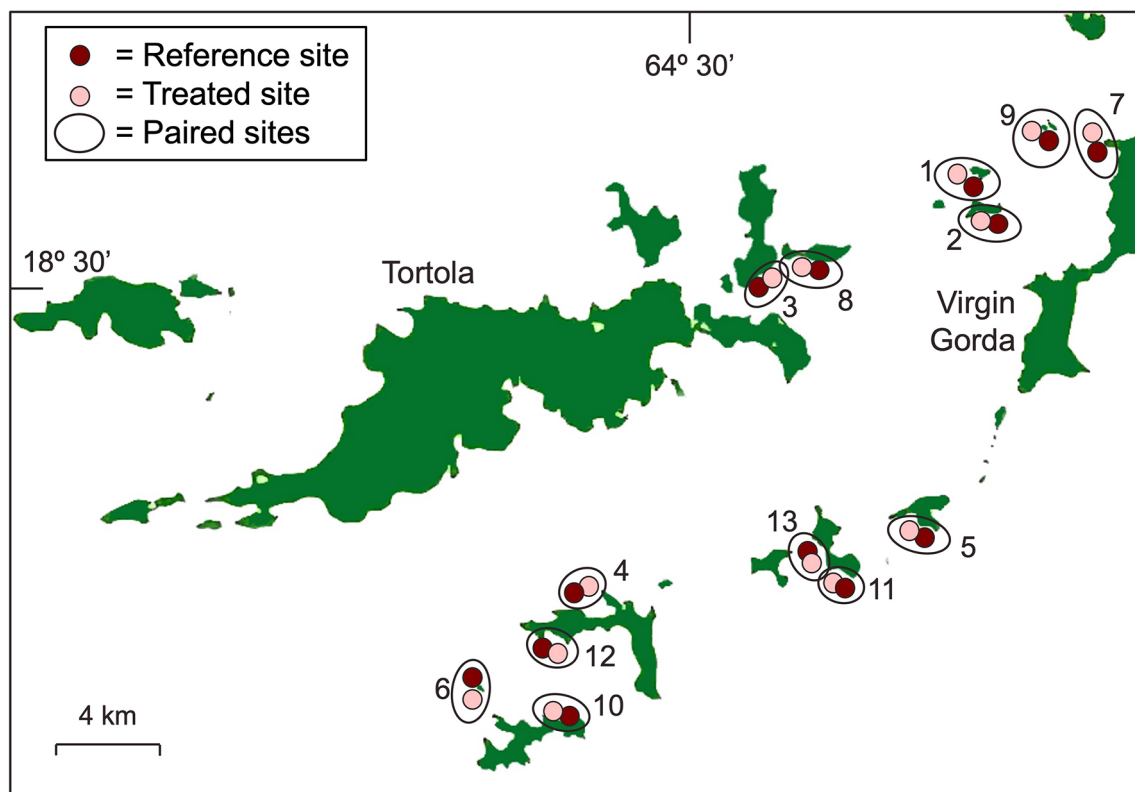 = Reference site
= Treated site
= Paired sites
64º 30’
9
7
1
2
18º 30’
Tortola
3
8
Virgin
Gorda
13
5
4
11
12
6
10
4 km